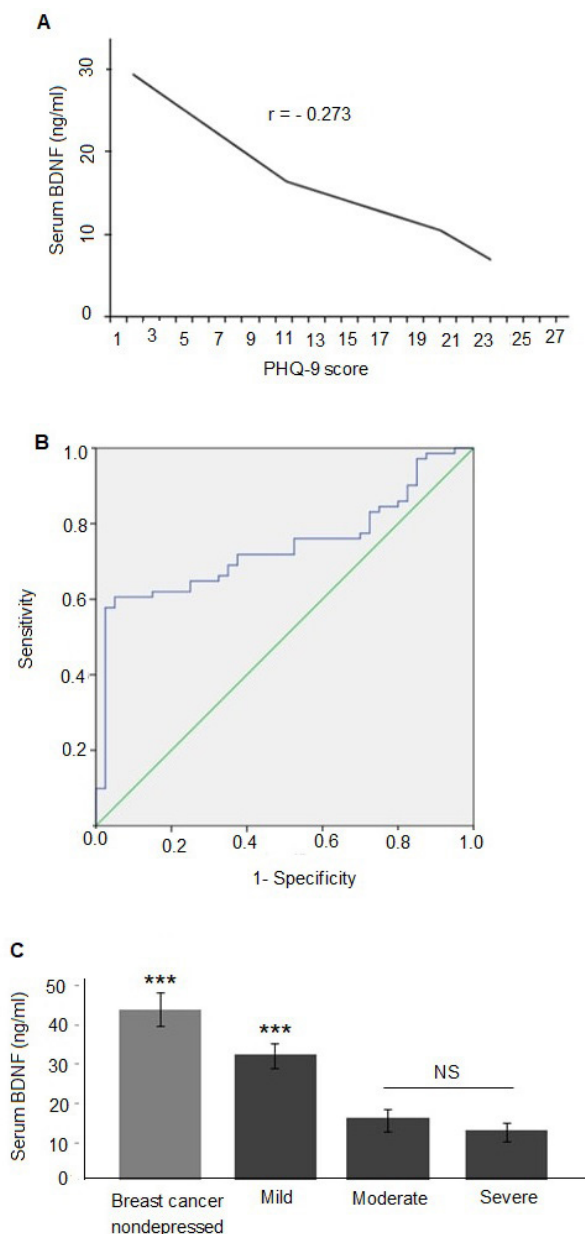 A
Serum BDNF (ng/ml)
30
20
10
0
r = - 0.273
1 3 5 7 9 11 13 15 17 19 21 23 25 27
PHQ-9 score
B
Sensitivity
1.0
0.8
0.6
0.4
0.2
0.0 0.2 0.4 0.6 0.8 1.0
1- Specificity
C
Serum BDNF (ng/ml)
50
40
30
20
10
0
***
***
NS
Breast cancer
nondepressed
Mild
Moderate
Severe